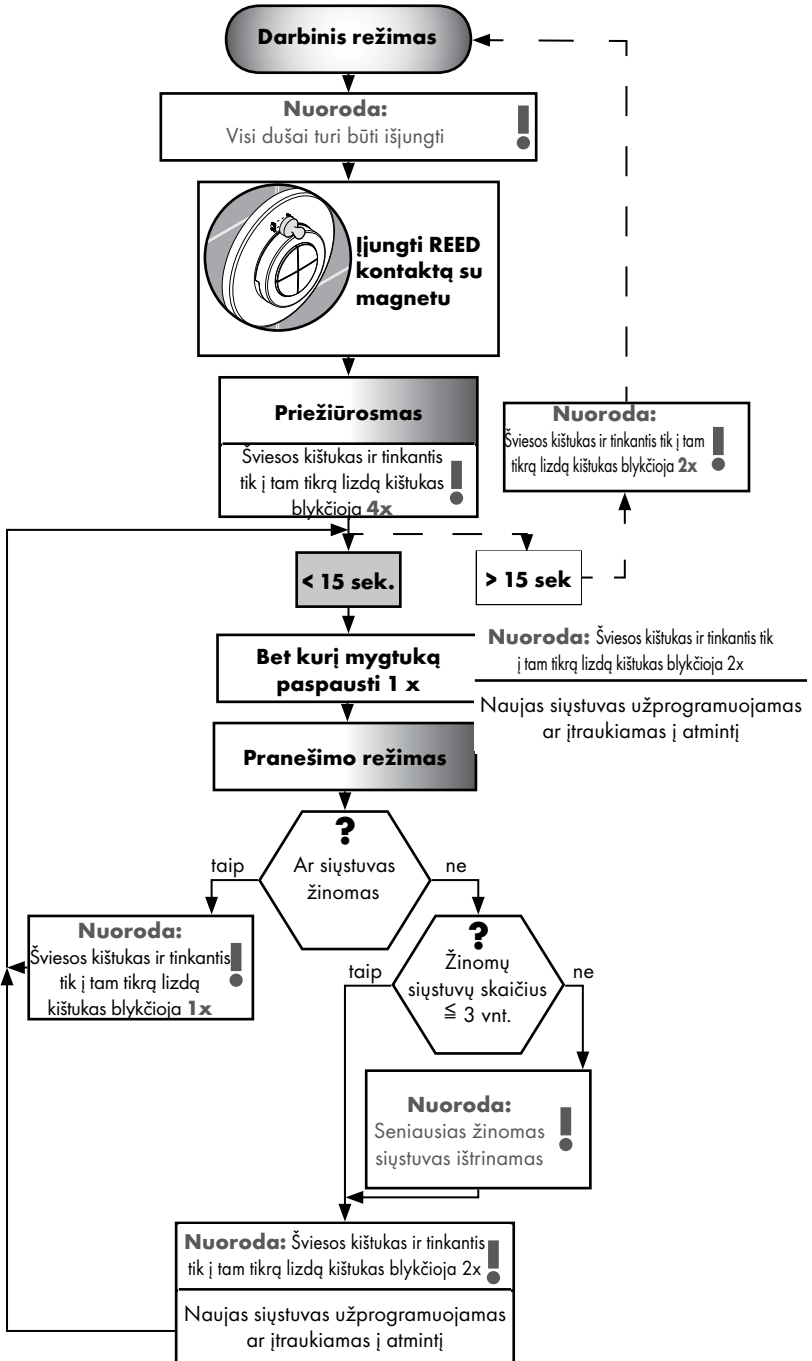 Darbinis režimas
Nuoroda:
Visi dušai turi būti išjungti
Įjungti REED
kontaktą su
magnetu
Priežiūrosmas
Šviesos kištukas ir tinkantis
tik į tam tikrą lizdą kištukas
blykčioja 4x
Nuoroda:
Šviesos kištukas ir tinkantis tik į tam
tikrą lizdą kištukas blykčioja 2x
< 15 sek.
> 15 sek
Bet kurį mygtuką
paspausti 1 x
Nuoroda: Šviesos kištukas ir tinkantis tik
į tam tikrą lizdą kištukas blykčioja 2x
Naujas siųstuvas užprogramuojamas
ar įtraukiamas į atmintį
Pranešimo režimas
?
Ar siųstuvas
žinomas
taip
ne
Nuoroda:
Šviesos kištukas ir tinkantis
tik į tam tikrą lizdą
kištukas blykčioja 1x
?
Žinomų
siųstuvų skaičius
≦ 3 vnt.
taip
ne
Nuoroda:
Seniausias žinomas
siųstuvas ištrinamas
Nuoroda: Šviesos kištukas ir tinkantis
tik į tam tikrą lizdą kištukas blykčioja 2x
Naujas siųstuvas užprogramuojamas
ar įtraukiamas į atmintį